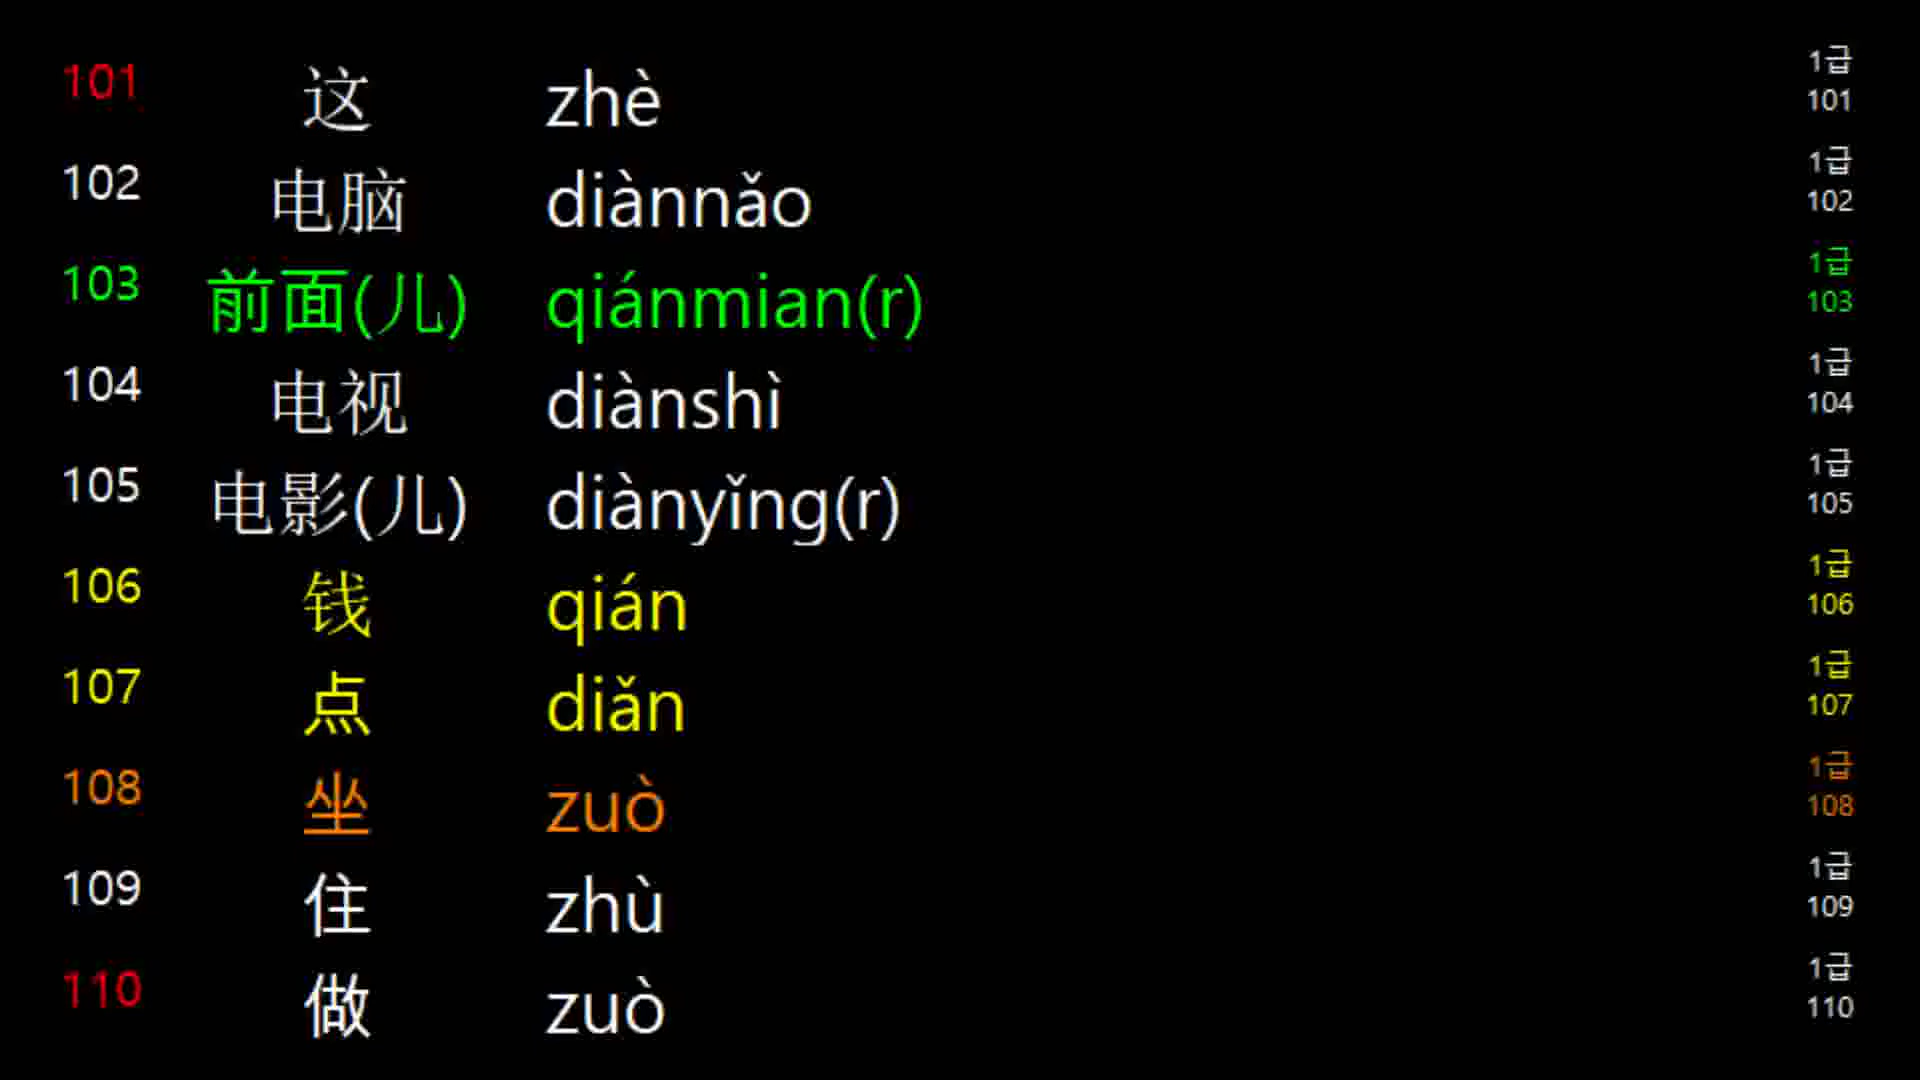 101 这 zhè 1급 101
102 电脑 diànnǎo 1급 102
103 前面(儿) qiánmian(r) 1급 103
104 电视 diànshì 1급 104
105 电影(儿) diànyǐng(r) 1급 105
106 钱 qián 1급 106
107 点 diǎn 1급 107
108 坐 zuò 1급 108
109 住 zhù 1급 109
110 做 zuò 1급 110